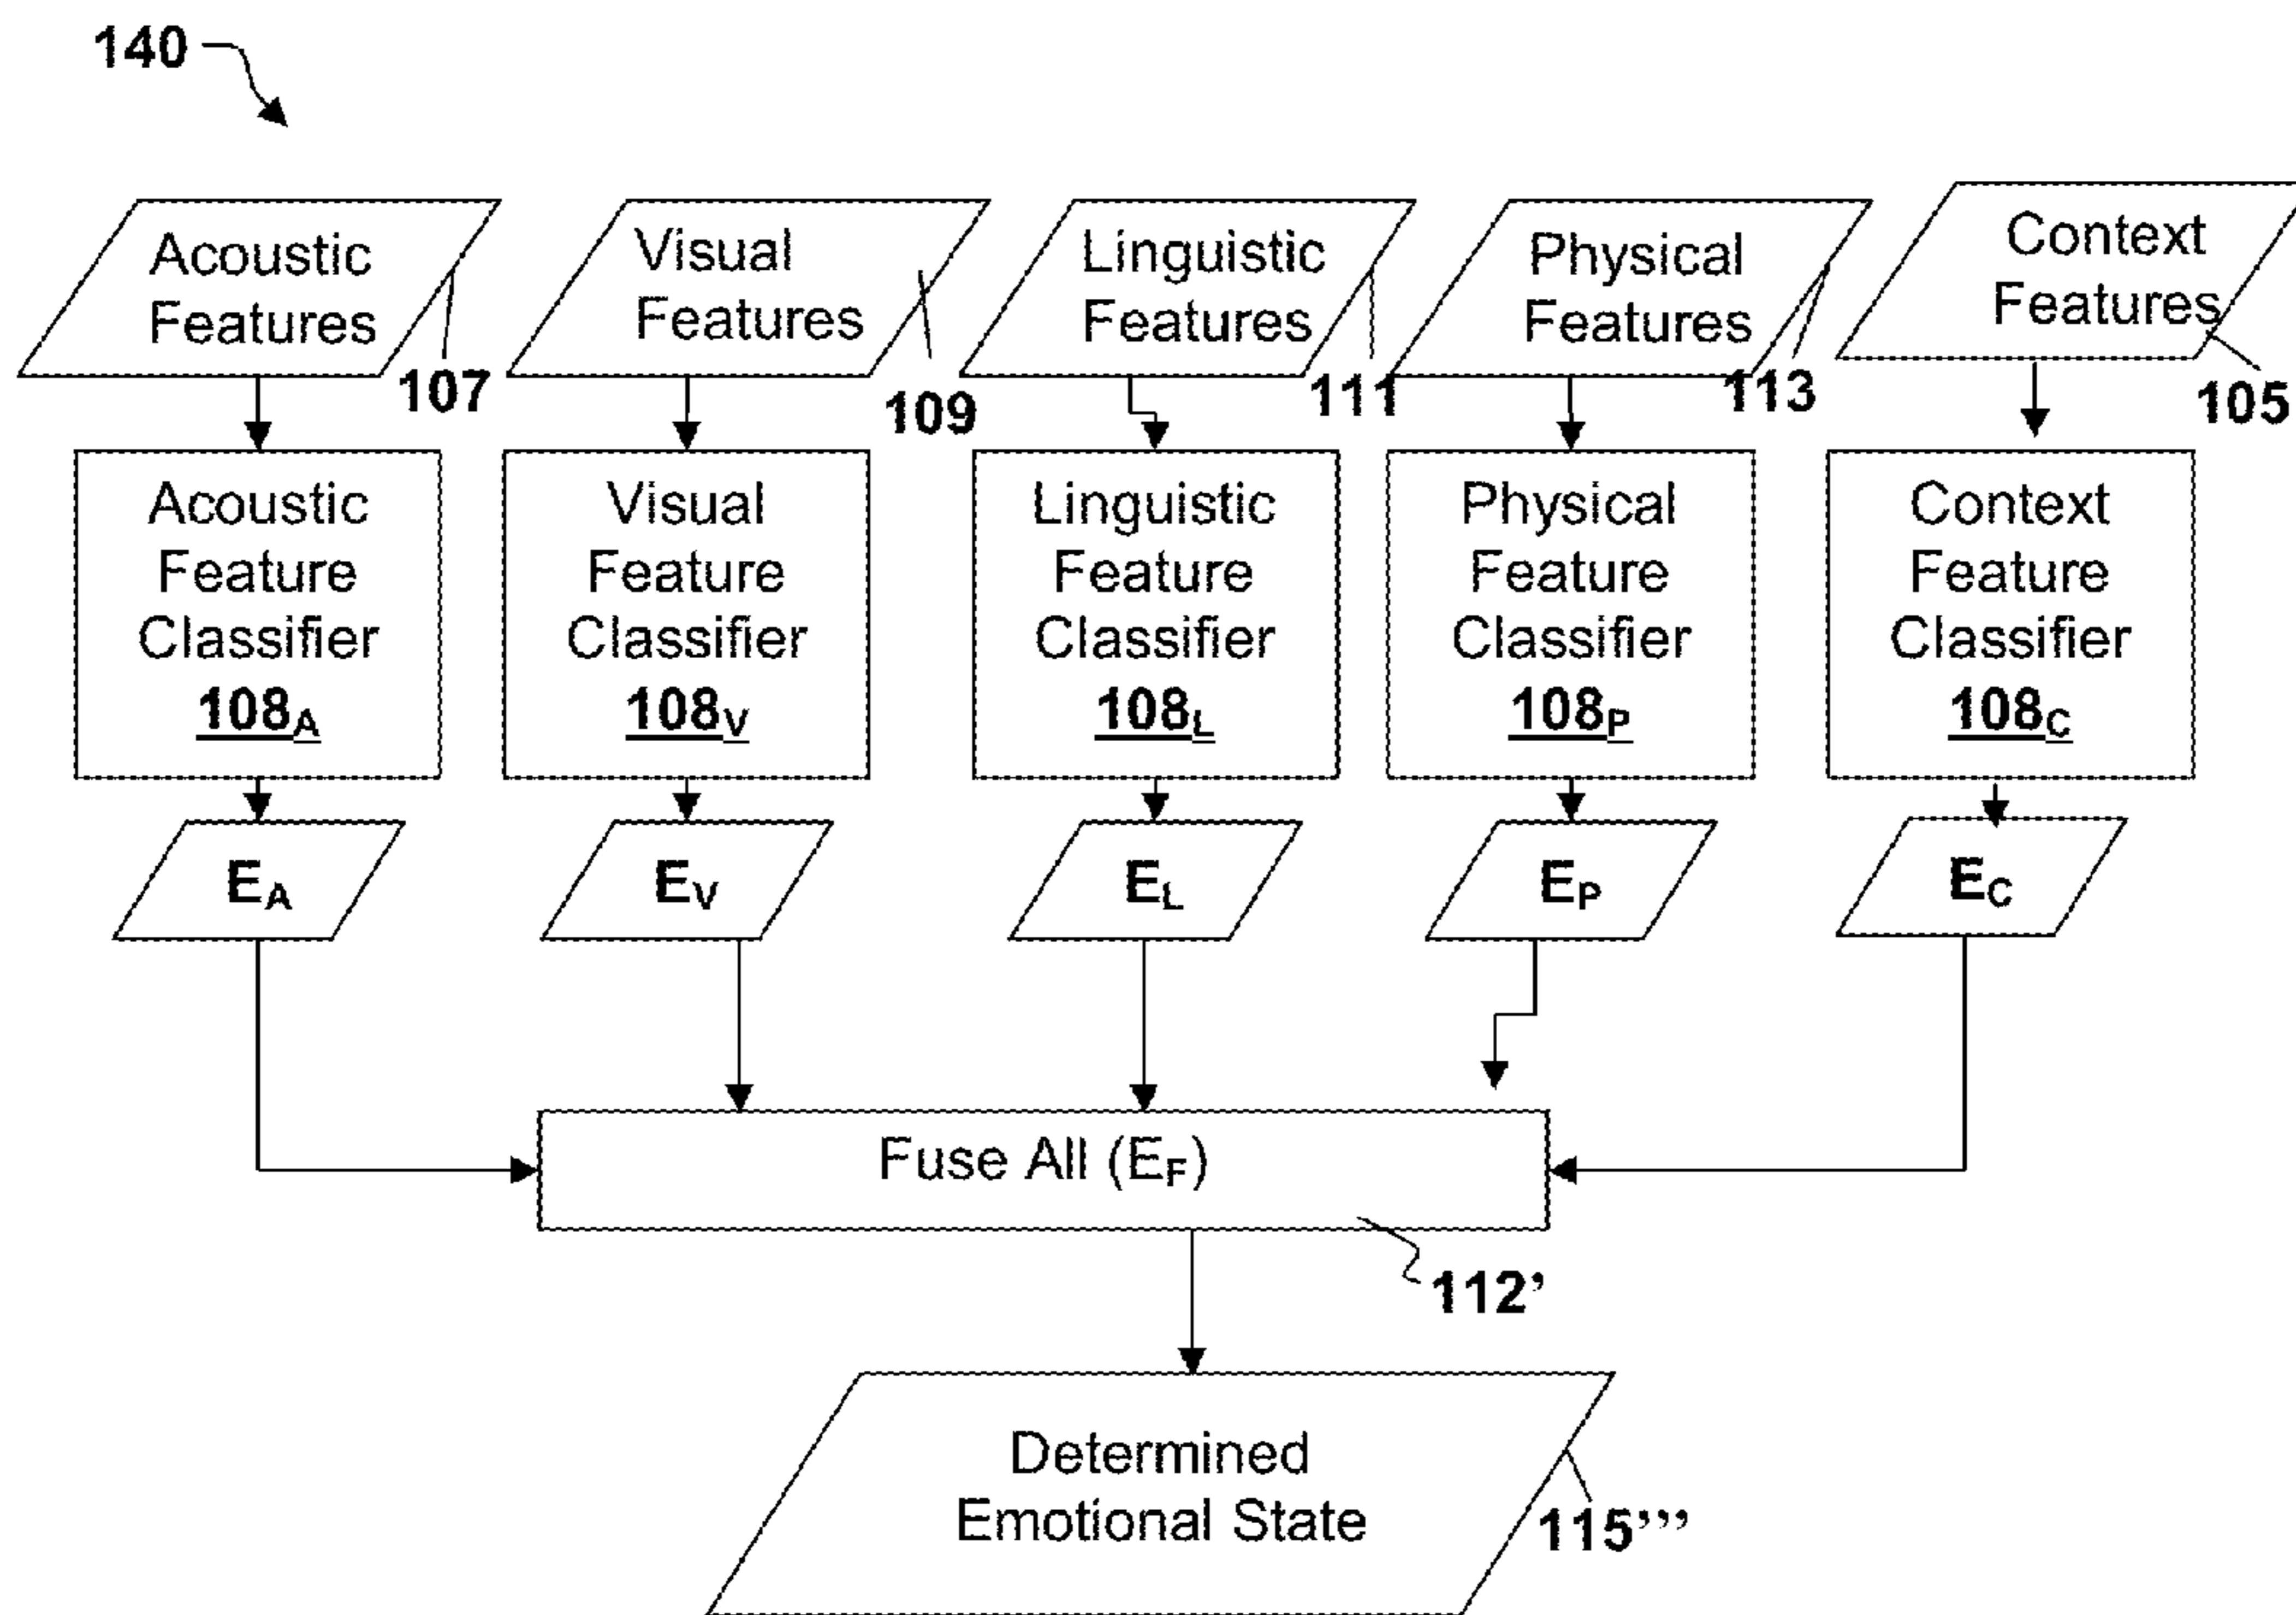 140
Acoustic
Features
107
Visual
Features
109
Linguistic
Features
111
Physical
Features
113
Context
Features
105
Acoustic
Feature
Classifier
108A
Visual
Feature
Classifier
108V
Linguistic
Feature
Classifier
108L
Physical
Feature
Classifier
108P
Context
Feature
Classifier
108C
EA
EV
EL
EP
EC
Fuse All (EF)
112’
Determined
Emotional State
115’’’